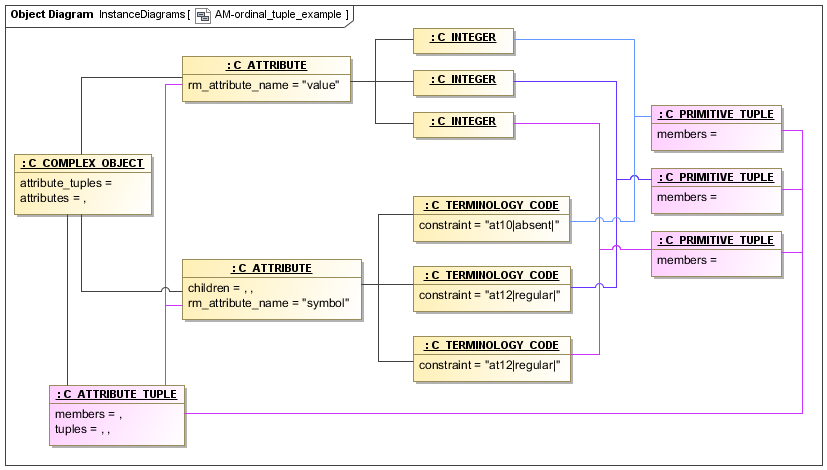 Object Diagram InstanceDiagrams [ AM-ordinal_tuple_example ]
: C_ATTRIBUTE
rm_attribute_name = "value"
: C_INTEGER
: C_INTEGER
: C_INTEGER
: C_PRIMITIVE_TUPLE
members =
: C_PRIMITIVE_TUPLE
members =
: C_PRIMITIVE_TUPLE
members =
: C_COMPLEX_OBJECT
attribute_tuples =
attributes = ,
: C_TERMINOLOGY_CODE
constraint = "at10|absent|"
: C_ATTRIBUTE
children = , ,
rm_attribute_name = "symbol"
: C_TERMINOLOGY_CODE
constraint = "at12|regular|"
: C_TERMINOLOGY_CODE
constraint = "at12|regular|"
: C_ATTRIBUTE_TUPLE
members = ,
tuples = , ,